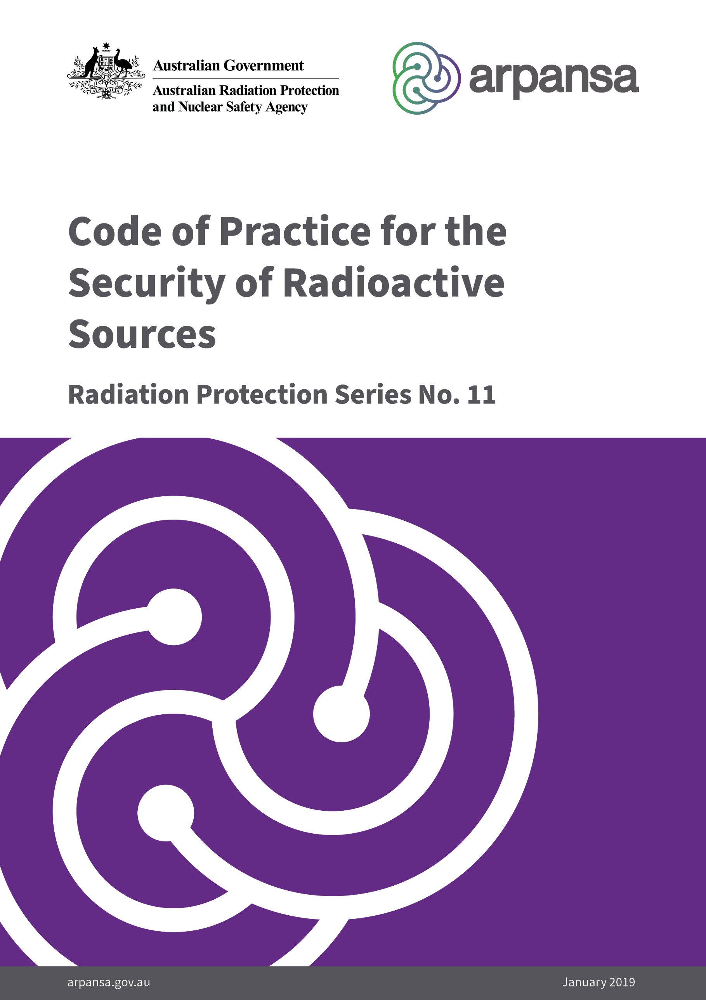 AUSTRALIA
Australian Government
Australian Radiation Protection
and Nuclear Safety Agency
arpansa
Code of Practice for the
Security of Radioactive
Sources
Radiation Protection Series No. 11
arpansa.gov.au
January 2019